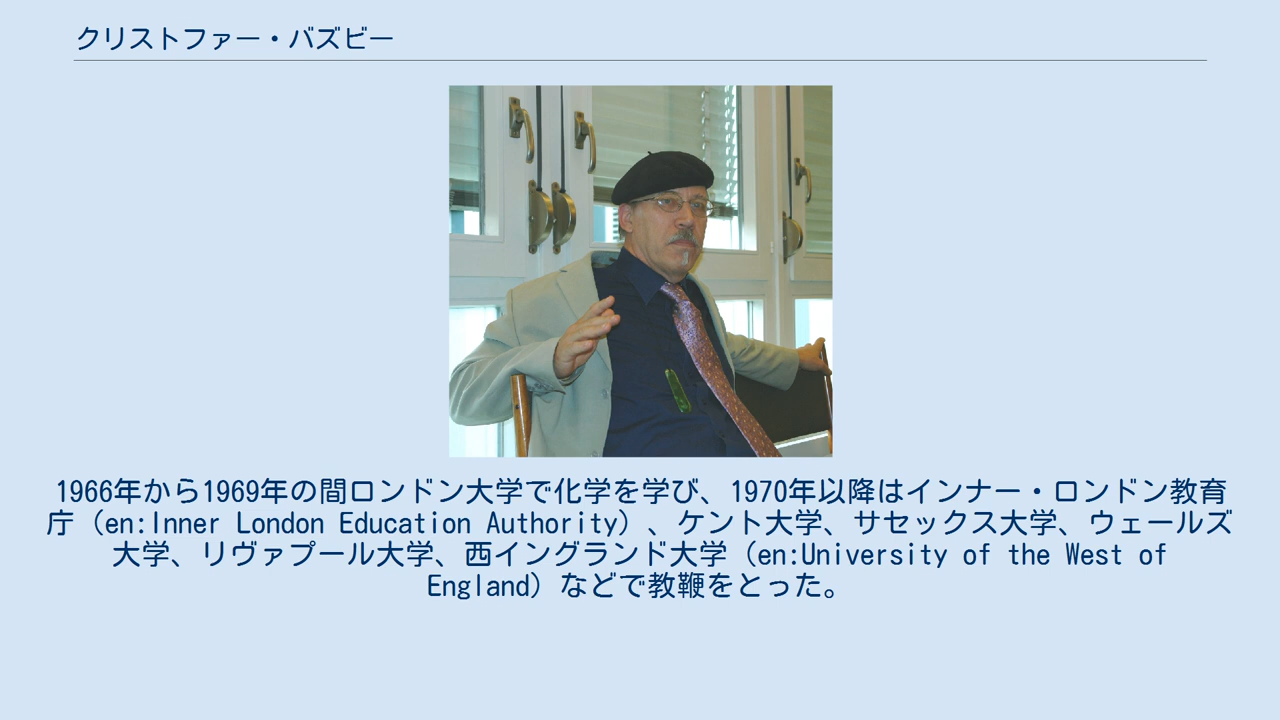 クリストファー・バズビー
1966年から1969年の間ロンドン大学で化学を学び、1970年以降はインナー・ロンドン教育
庁（en:Inner London Education Authority）、ケント大学、サセックス大学、ウェールズ
大学、リヴァプール大学、西イングランド大学（en:University of the West of
England）などで教鞭をとった。